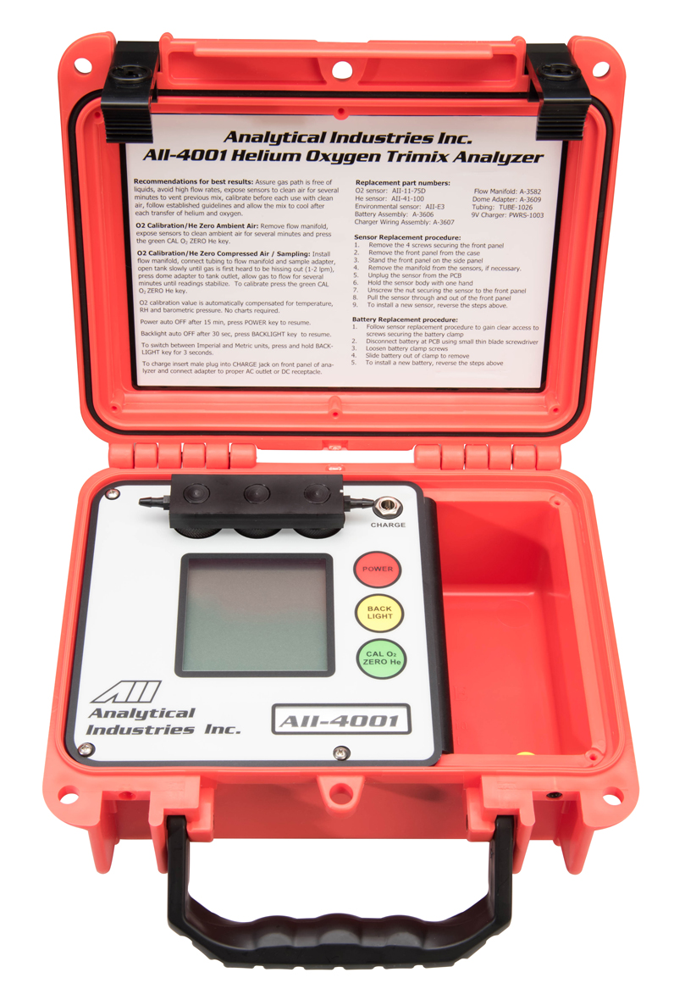 Analytical Industries Inc.
AII-4001 Helium Oxygen Trimix Analyzer
Recommendations for best results: Assure gas path is free of
liquids, avoid high flow rates, expose sensors to clean air for several
minutes to vent previous mix, calibrate before each use with clean
air, follow established guidelines and allow the mix to cool after
each transfer of helium and oxygen.
O2 Calibration/He Zero Ambient Air: Remove flow manifold,
expose sensors to clean ambient air for several minutes and press
the green CAL O₂ ZERO He key.
O2 Calibration/He Zero Compressed Air / Sampling: Install
flow manifold, connect tubing to flow manifold and sample adapter,
open tank slowly until gas is first heard to be hissing out (1-2 lpm),
press dome adapter to tank outlet, allow gas to flow for several
minutes until readings stabilize. To calibrate press the green CAL
O₂ ZERO He key.
O2 calibration value is automatically compensated for temperature,
RH and barometric pressure. No charts required.
Power auto OFF after 15 min, press POWER key to resume.
Backlight auto OFF after 30 sec, press BACKLIGHT key to resume.
To switch between Imperial and Metric units, press and hold BACK-
LIGHT key for 3 seconds.
To charge insert male plug into CHARGE jack on front panel of ana-
lyzer and connect adapter to proper AC outlet or DC receptacle.
Replacement part numbers:
O2 sensor: AII-11-75D
He sensor: AII-41-100
Environmental sensor: AII-E3
Battery Assembly: A-3606
Charger Wiring Assembly: A-3607
Flow Manifold: A-3582
Dome Adapter: A-3609
Tubing: TUBE-1026
9V Charger: PWRS-1003
Sensor Replacement procedure:
1. Remove the 4 screws securing the front panel
2. Remove the front panel from the case
3. Stand the front panel on the side panel
4. Remove the manifold from the sensors, if necessary.
5. Unplug the sensor from the PCB
6. Hold the sensor body with one hand
7. Unscrew the nut securing the sensor to the front panel
8. Pull the sensor through and out of the front panel
9. To install a new sensor, reverse the steps above.
Battery Replacement procedure:
1. Follow sensor replacement procedure to gain clear access to
screws securing the battery clamp
2. Disconnect battery at PCB using small thin blade screwdriver
3. Loosen battery clamp screws
4. Slide battery out of clamp to remove
5. To install a new battery, reverse the steps above
CHARGE
POWER
BACK
LIGHT
CAL O₂
ZERO He
AII
Analytical
Industries Inc.
AII-4001